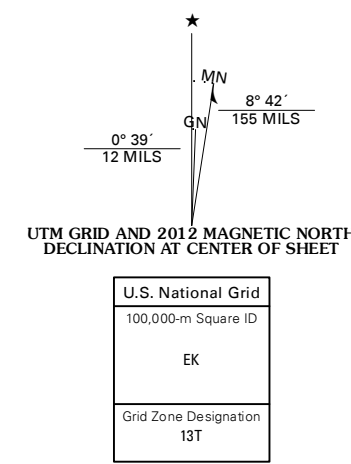 ★
MN
8° 42´
155 MILS
GN
0° 39´
12 MILS
UTM GRID AND 2012 MAGNETIC NORTH
DECLINATION AT CENTER OF SHEET
U.S. National Grid
100,000-m Square ID
EK
Grid Zone Designation
13T